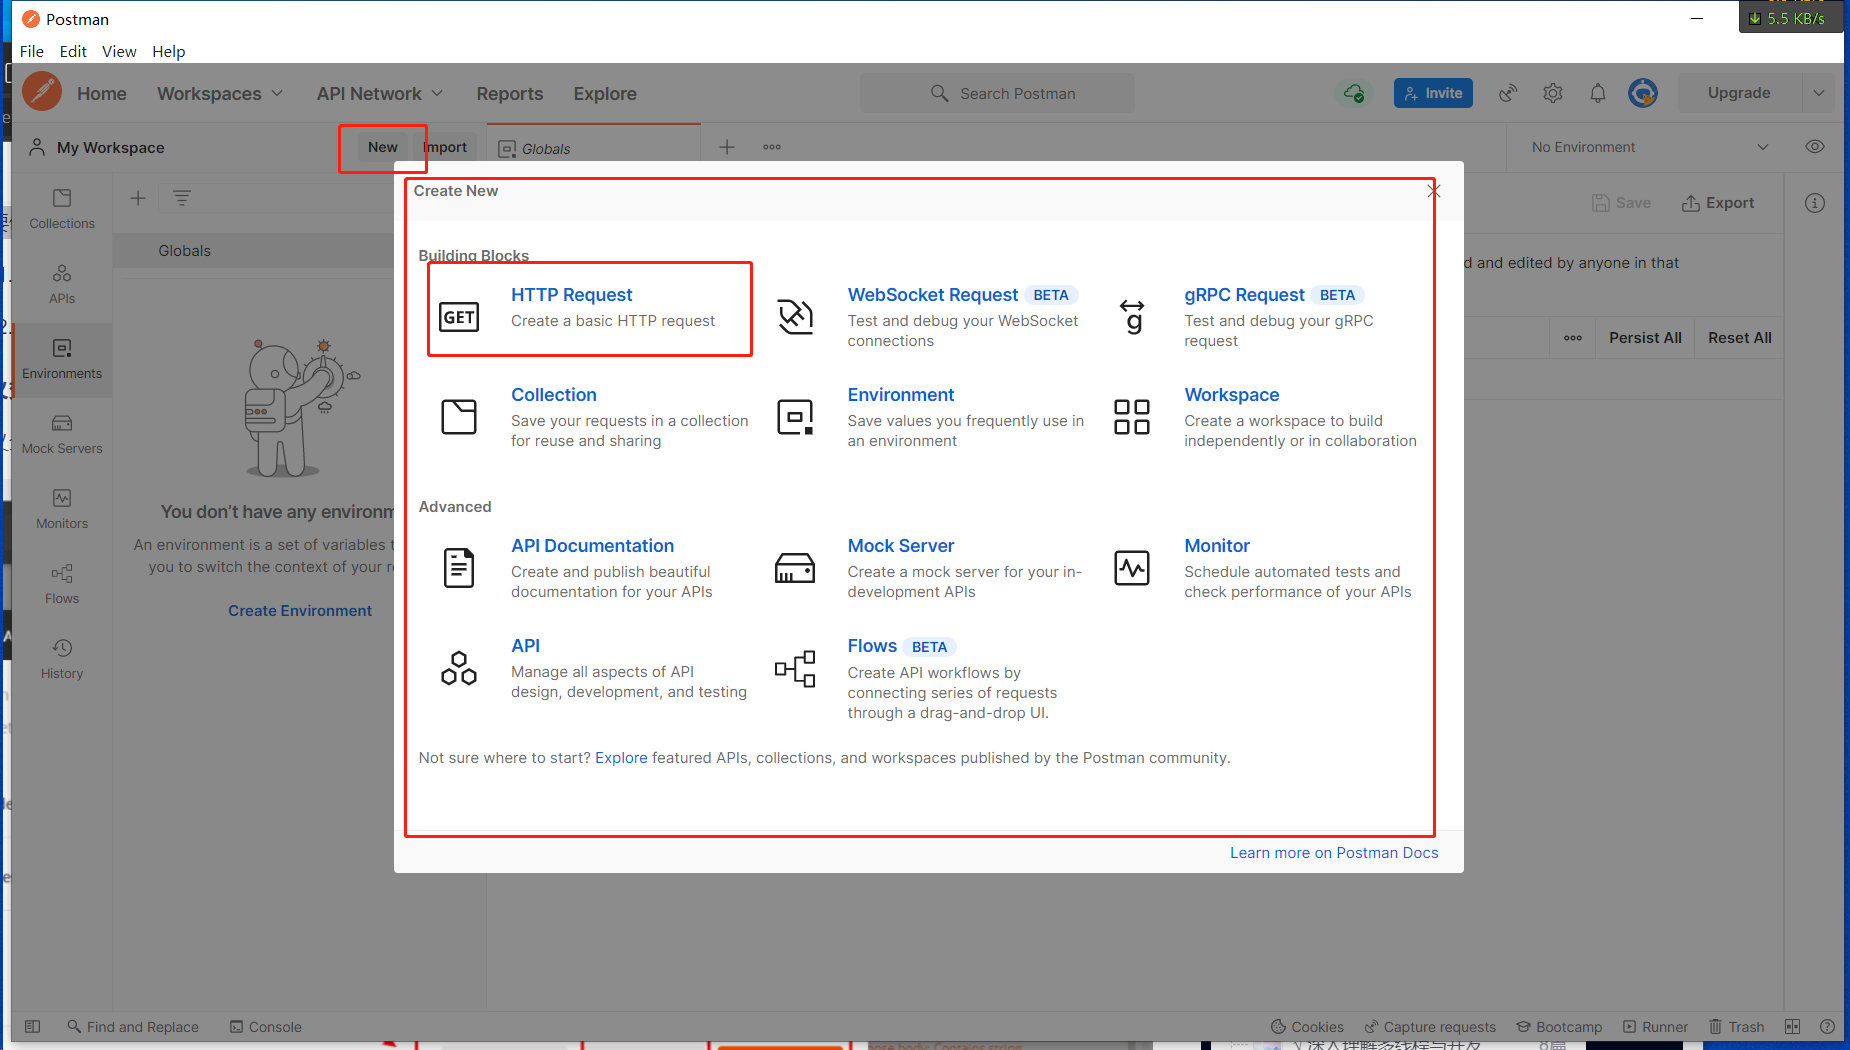 Postman
5.5 KB/s
File Edit View Help
Home Workspaces API Network Reports Explore
Search Postman
Invite
Upgrade
My Workspace
New
Import
Globals
No Environment
Collections
APIs
Environments
Mock Servers
Monitors
Flows
History
Globals
Save
Export
d and edited by anyone in that
Persist All
Reset All
You don't have any environm
An environment is a set of variables t
you to switch the context of your r
Create Environment
Create New
Building Blocks
HTTP Request
Create a basic HTTP request
WebSocket Request BETA
Test and debug your WebSocket
connections
gRPC Request BETA
Test and debug your gRPC
request
GET
g
Collection
Save your requests in a collection
for reuse and sharing
Environment
Save values you frequently use in
an environment
Workspace
Create a workspace to build
independently or in collaboration
Advanced
API Documentation
Create and publish beautiful
documentation for your APIs
Mock Server
Create a mock server for your in-
development APIs
Monitor
Schedule automated tests and
check performance of your APIs
API
Manage all aspects of API
design, development, and testing
Flows BETA
Create API workflows by
connecting series of requests
through a drag-and-drop UI.
Not sure where to start? Explore featured APIs, collections, and workspaces published by the Postman community.
Learn more on Postman Docs
Find and Replace
Console
Cookies
Capture requests
Bootcamp
Runner
Trash